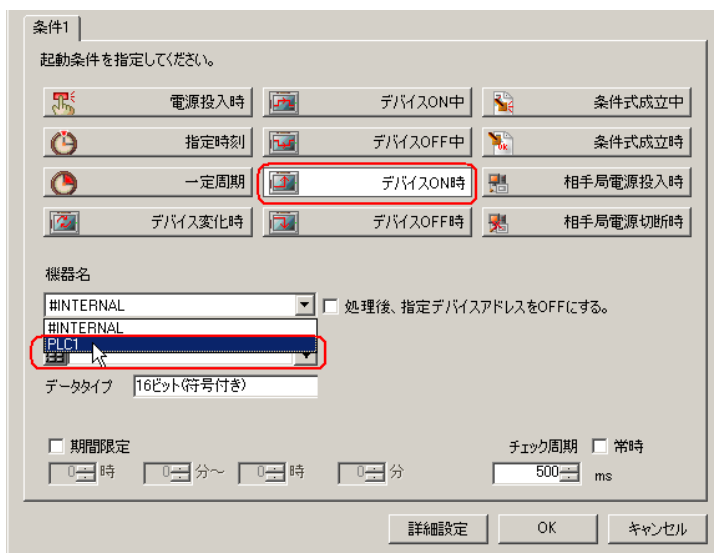 条件1
起動条件を指定してください。
電源投入時 デバイスON中 条件式成立中
指定時刻 デバイスOFF中 条件式成立時
一定周期 デバイスON時 相手局電源投入時
デバイス変化時 デバイスOFF時 相手局電源切断時
機器名
#INTERNAL 処理後、指定デバイスアドレスをOFFにする。
#INTERNAL
PLC1
データタイプ 16ビット(符号付き)
期間限定 チェック周期 常時
0 時 0 分～ 0 時 0 分 500 ms
詳細設定 OK キャンセル